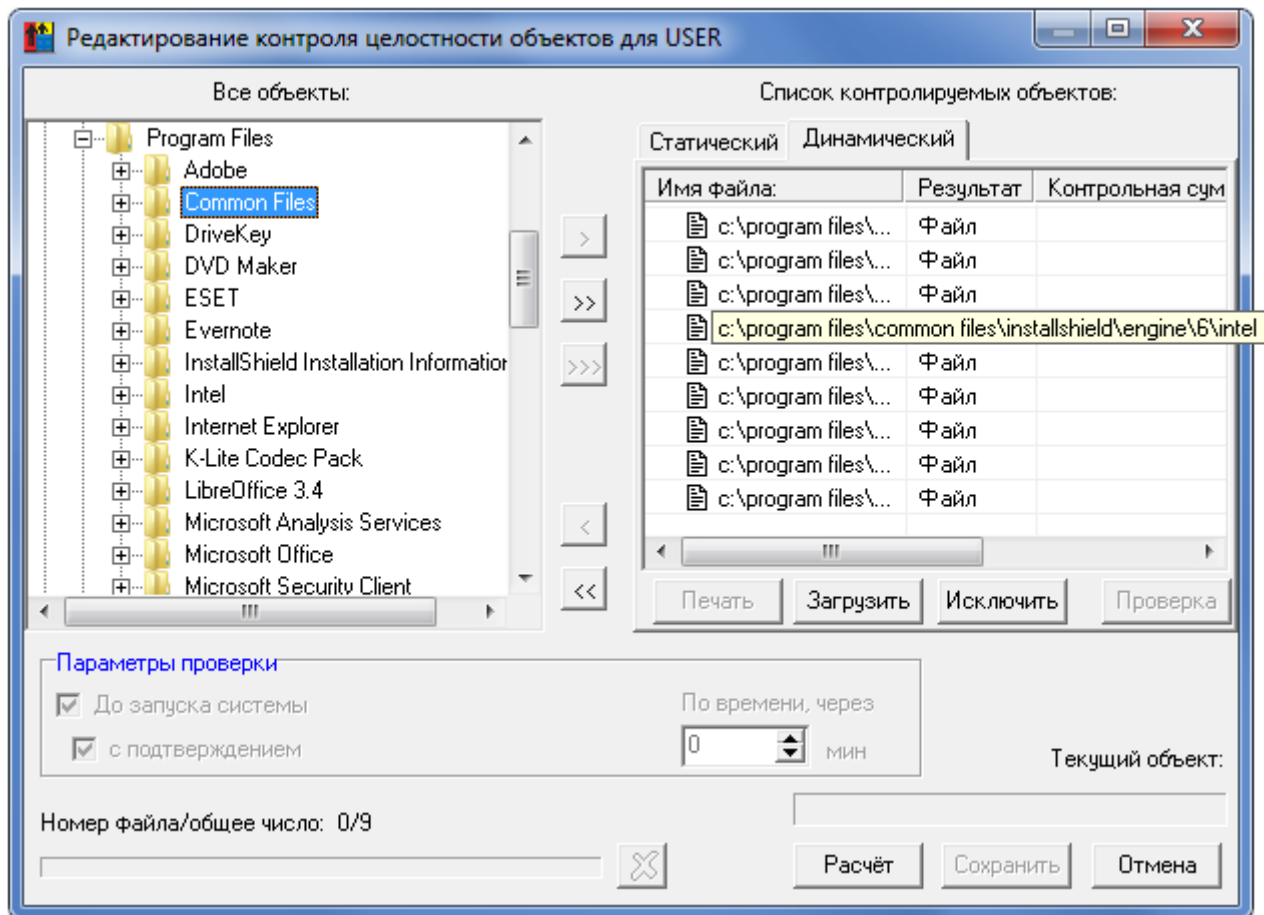 Редактирование контроля целостности объектов для USER
Все объекты:
Program Files
Adobe
Common Files
DriveKey
DVD Maker
ESET
Evernote
InstallShield Installation Information
Intel
Internet Explorer
K-Lite Codec Pack
LibreOffice 3.4
Microsoft Analysis Services
Microsoft Office
Microsoft Security Client
>
>>
>>>
<
<<
Список контролируемых объектов:
Статический Динамический
Имя файла: Результат Контрольная сум
c:\program files\... Файл
c:\program files\... Файл
c:\program files\... Файл
c:\program files\common files\installshield\engine\6\intel
c:\program files\... Файл
c:\program files\... Файл
c:\program files\... Файл
c:\program files\... Файл
c:\program files\... Файл
Печать Загрузить Исключить Проверка
Параметры проверки
До запуска системы
с подтверждением
По времени, через
0 мин
Текущий объект:
Номер файла/общее число: 0/9
Расчёт Сохранить Отмена